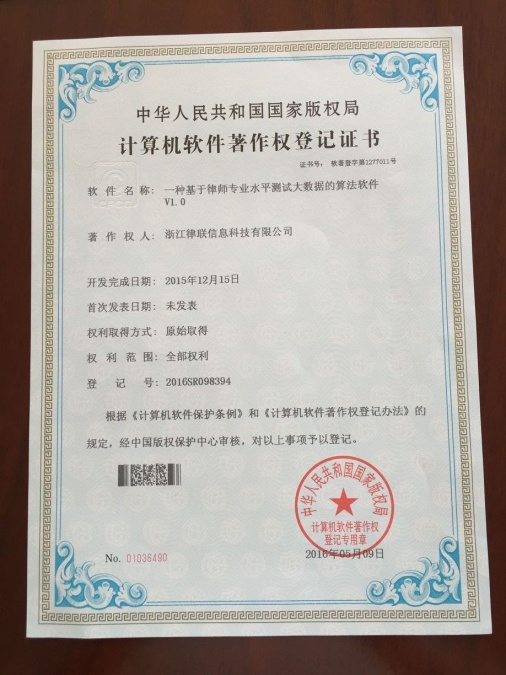 中华人民共和国国家版权局
计算机软件著作权登记证书
证书号： 软著登字第1277011号
软件名称： 一种基于律师专业水平测试大数据的算法软件
V1.0
著作权人： 浙江律联信息科技有限公司
开发完成日期： 2015年12月15日
首次发表日期： 未发表
权利取得方式： 原始取得
权利范围： 全部权利
登记号： 2016SR098394
根据《计算机软件保护条例》和《计算机软件著作权登记办法》的
规定，经中国版权保护中心审核，对以上事项予以登记。
中华人民共和国国家版权局
计算机软件著作权
登记专用章
2016年05月09日
No. 01036490